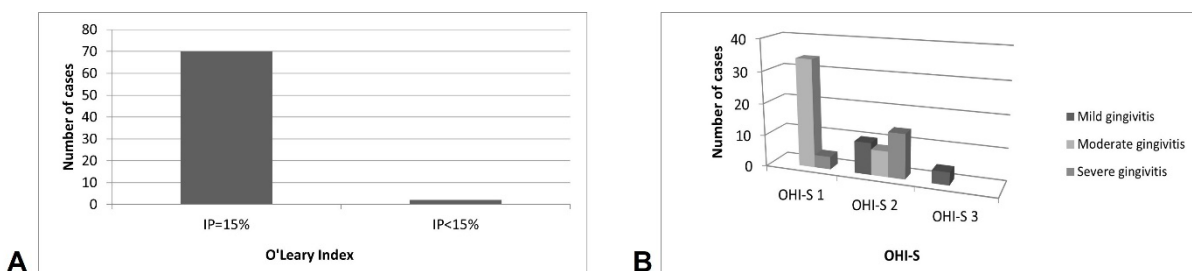 80
70
60
50
40
30
20
10
0
Number of cases
IP=15%
IP<15%
O'Leary Index
A
40
30
20
10
0
Number of cases
OHI-S 1
OHI-S 2
OHI-S 3
OHI-S
Mild gingivitis
Moderate gingivitis
Severe gingivitis
B